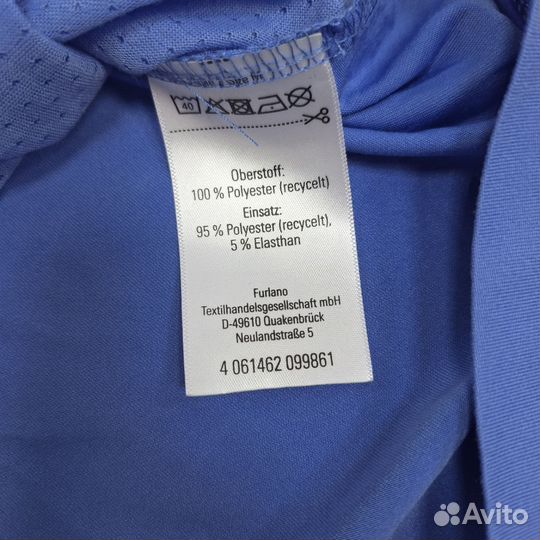 40
Oberstoff:
100 % Polyester (recycelt)
Einsatz:
95 % Polyester (recycelt),
5 % Elasthan
Furlano
Textilhandelsgesellschaft mbH
D-49610 Quakenbrück
Neulandstraße 5
4 061462 099861
Avito